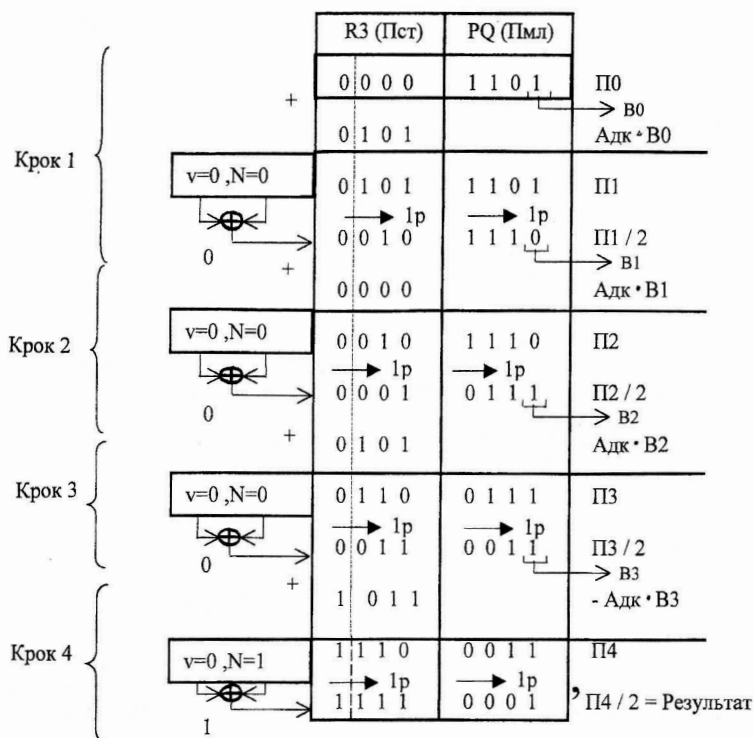 R3 (Пст) PQ (Пмл)
0 0 0 0 1 1 0 1 П0
+ В0
0 1 0 1 Адк · В0
Крок 1
v=0 ,N=0 0 1 0 1 1 1 0 1 П1
1р 1р
0 0 0 1 0 1 1 1 0 П1 / 2
+ В1
0 0 0 0 Адк · В1
Крок 2
v=0 ,N=0 0 0 1 0 1 1 1 0 П2
1р 1р
0 0 0 0 1 0 1 1 1 П2 / 2
+ В2
0 1 0 1 Адк · В2
Крок 3
v=0 ,N=0 0 1 1 0 0 1 1 1 П3
1р 1р
0 0 0 1 1 0 0 1 1 П3 / 2
+ В3
1 0 1 1 - Адк · В3
Крок 4
v=0 ,N=1 1 1 1 0 0 0 1 1 П4
1р 1р
1 1 1 1 0 0 0 1 , П4 / 2 = Результат
1